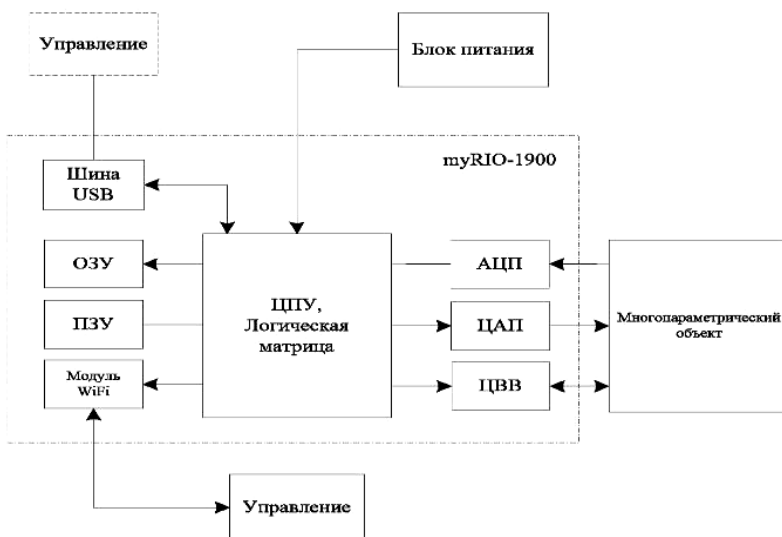 Управление
Блок питания
myRIO-1900
Шина
USB
ОЗУ
ПЗУ
Модуль
WiFi
ЦПУ,
Логическая
матрица
АЦП
ЦАП
ЦВВ
Многопараметрический
объект
Управление